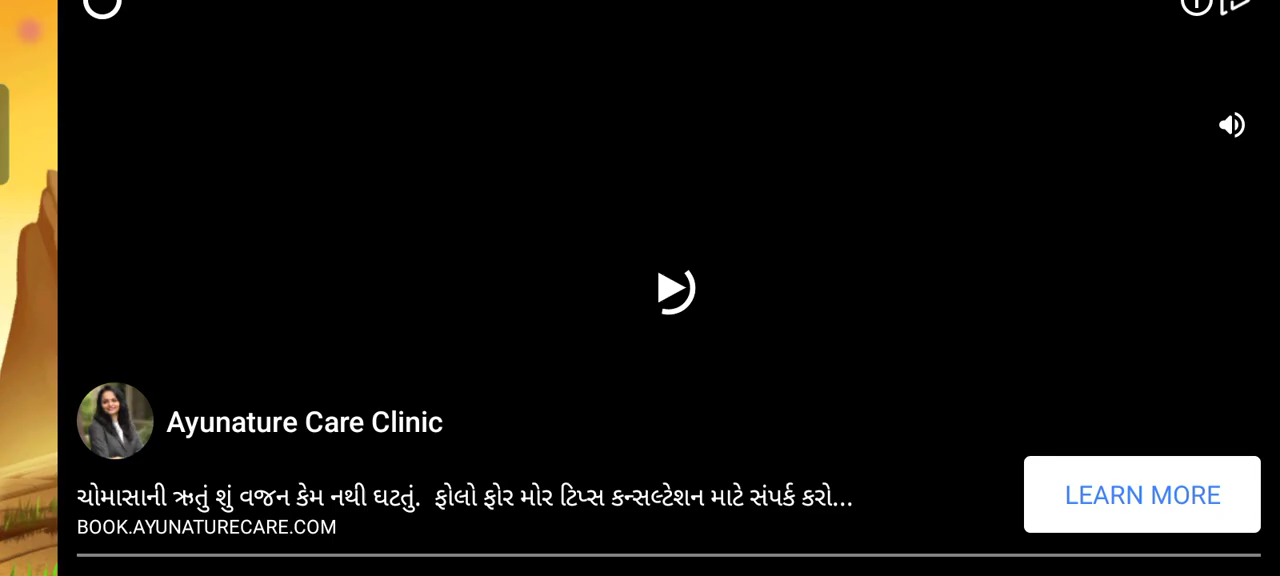 Ayunature Care Clinic
ચોમાસાની ઋતું શું વજન કેમ નથી ઘટતું.  ફોલો ફોર મોર ટિપ્સ કન્સલ્ટેશન માટે સંપર્ક કરો...
BOOK.AYUNATURECARE.COM
LEARN MORE